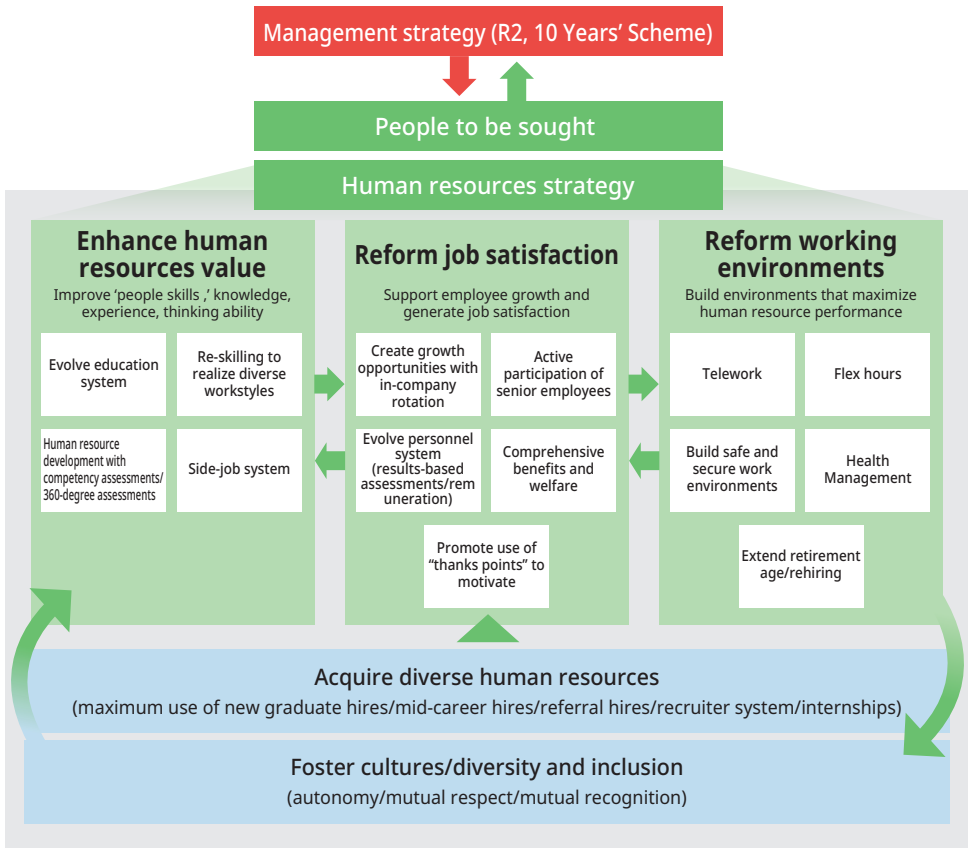 Management strategy (R2, 10 Years’ Scheme)
People to be sought
Human resources strategy
Enhance human
resources value
Improve ‘people skills ,’ knowledge,
experience, thinking ability
Evolve education
system
Re-skilling to
realize diverse
workstyles
Human resource
development with
competency assessments/
360-degree assessments
Side-job system
Reform job satisfaction
Support employee growth and
generate job satisfaction
Create growth
opportunities with
in-company
rotation
Active
participation of
senior employees
Evolve personnel
system
(results-based
assessments/rem
uneration)
Comprehensive
benefits and
welfare
Promote use of
“thanks points” to
motivate
Reform working
environments
Build environments that maximize
human resource performance
Telework
Flex hours
Build safe and
secure work
environments
Health
Management
Extend retirement
age/rehiring
Acquire diverse human resources
(maximum use of new graduate hires/mid-career hires/referral hires/recruiter system/internships)
Foster cultures/diversity and inclusion
(autonomy/mutual respect/mutual recognition)